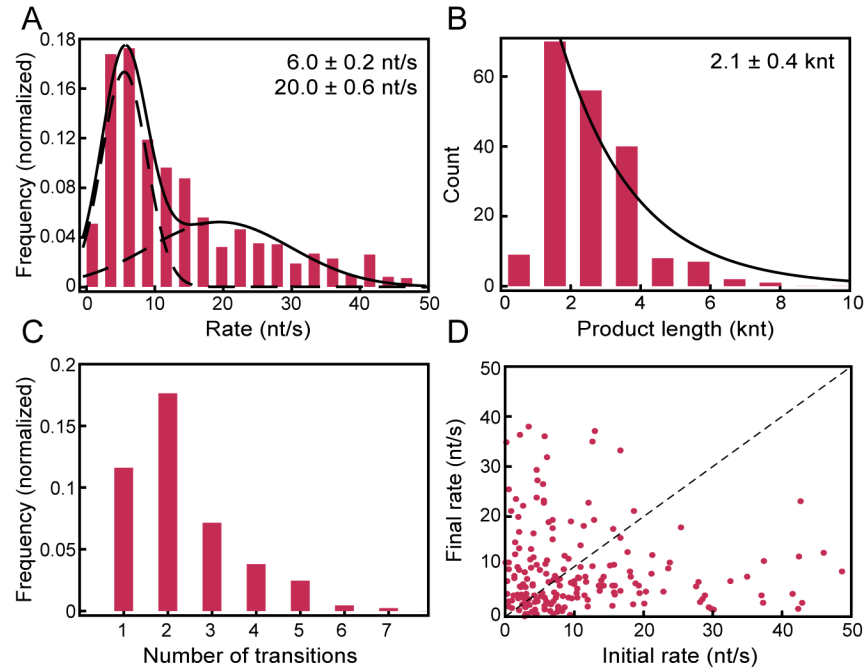 A
Frequency (normalized)
0.18
0.18
0.12
0.08
0.04
0
6.0 ± 0.2 nt/s
20.0 ± 0.6 nt/s
0 10 20 30 40 50
Rate (nt/s)
B
Count
60
40
20
0
2.1 ± 0.4 knt
0 2 4 6 8 10
Product length (knt)
C
Frequency (normalized)
0.2
0.15
0.1
0.05
0
1 2 3 4 5 6 7
Number of transitions
D
Final rate (nt/s)
50
40
30
20
10
0
0 10 20 30 40 50
Initial rate (nt/s)